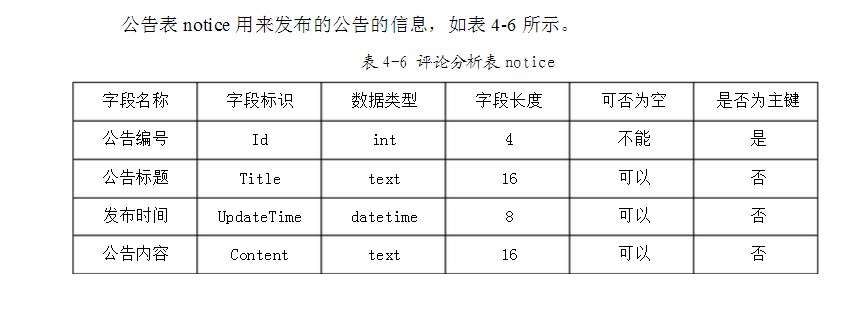 公告表 notice 用来发布的公告的信息，如表 4-6 所示。
表 4-6 评论分析表 notice
字段名称 字段标识 数据类型 字段长度 可否为空 是否为主键
公告编号 Id int 4 不能 是
公告标题 Title text 16 可以 否
发布时间 UpdateTime datetime 8 可以 否
公告内容 Content text 16 可以 否